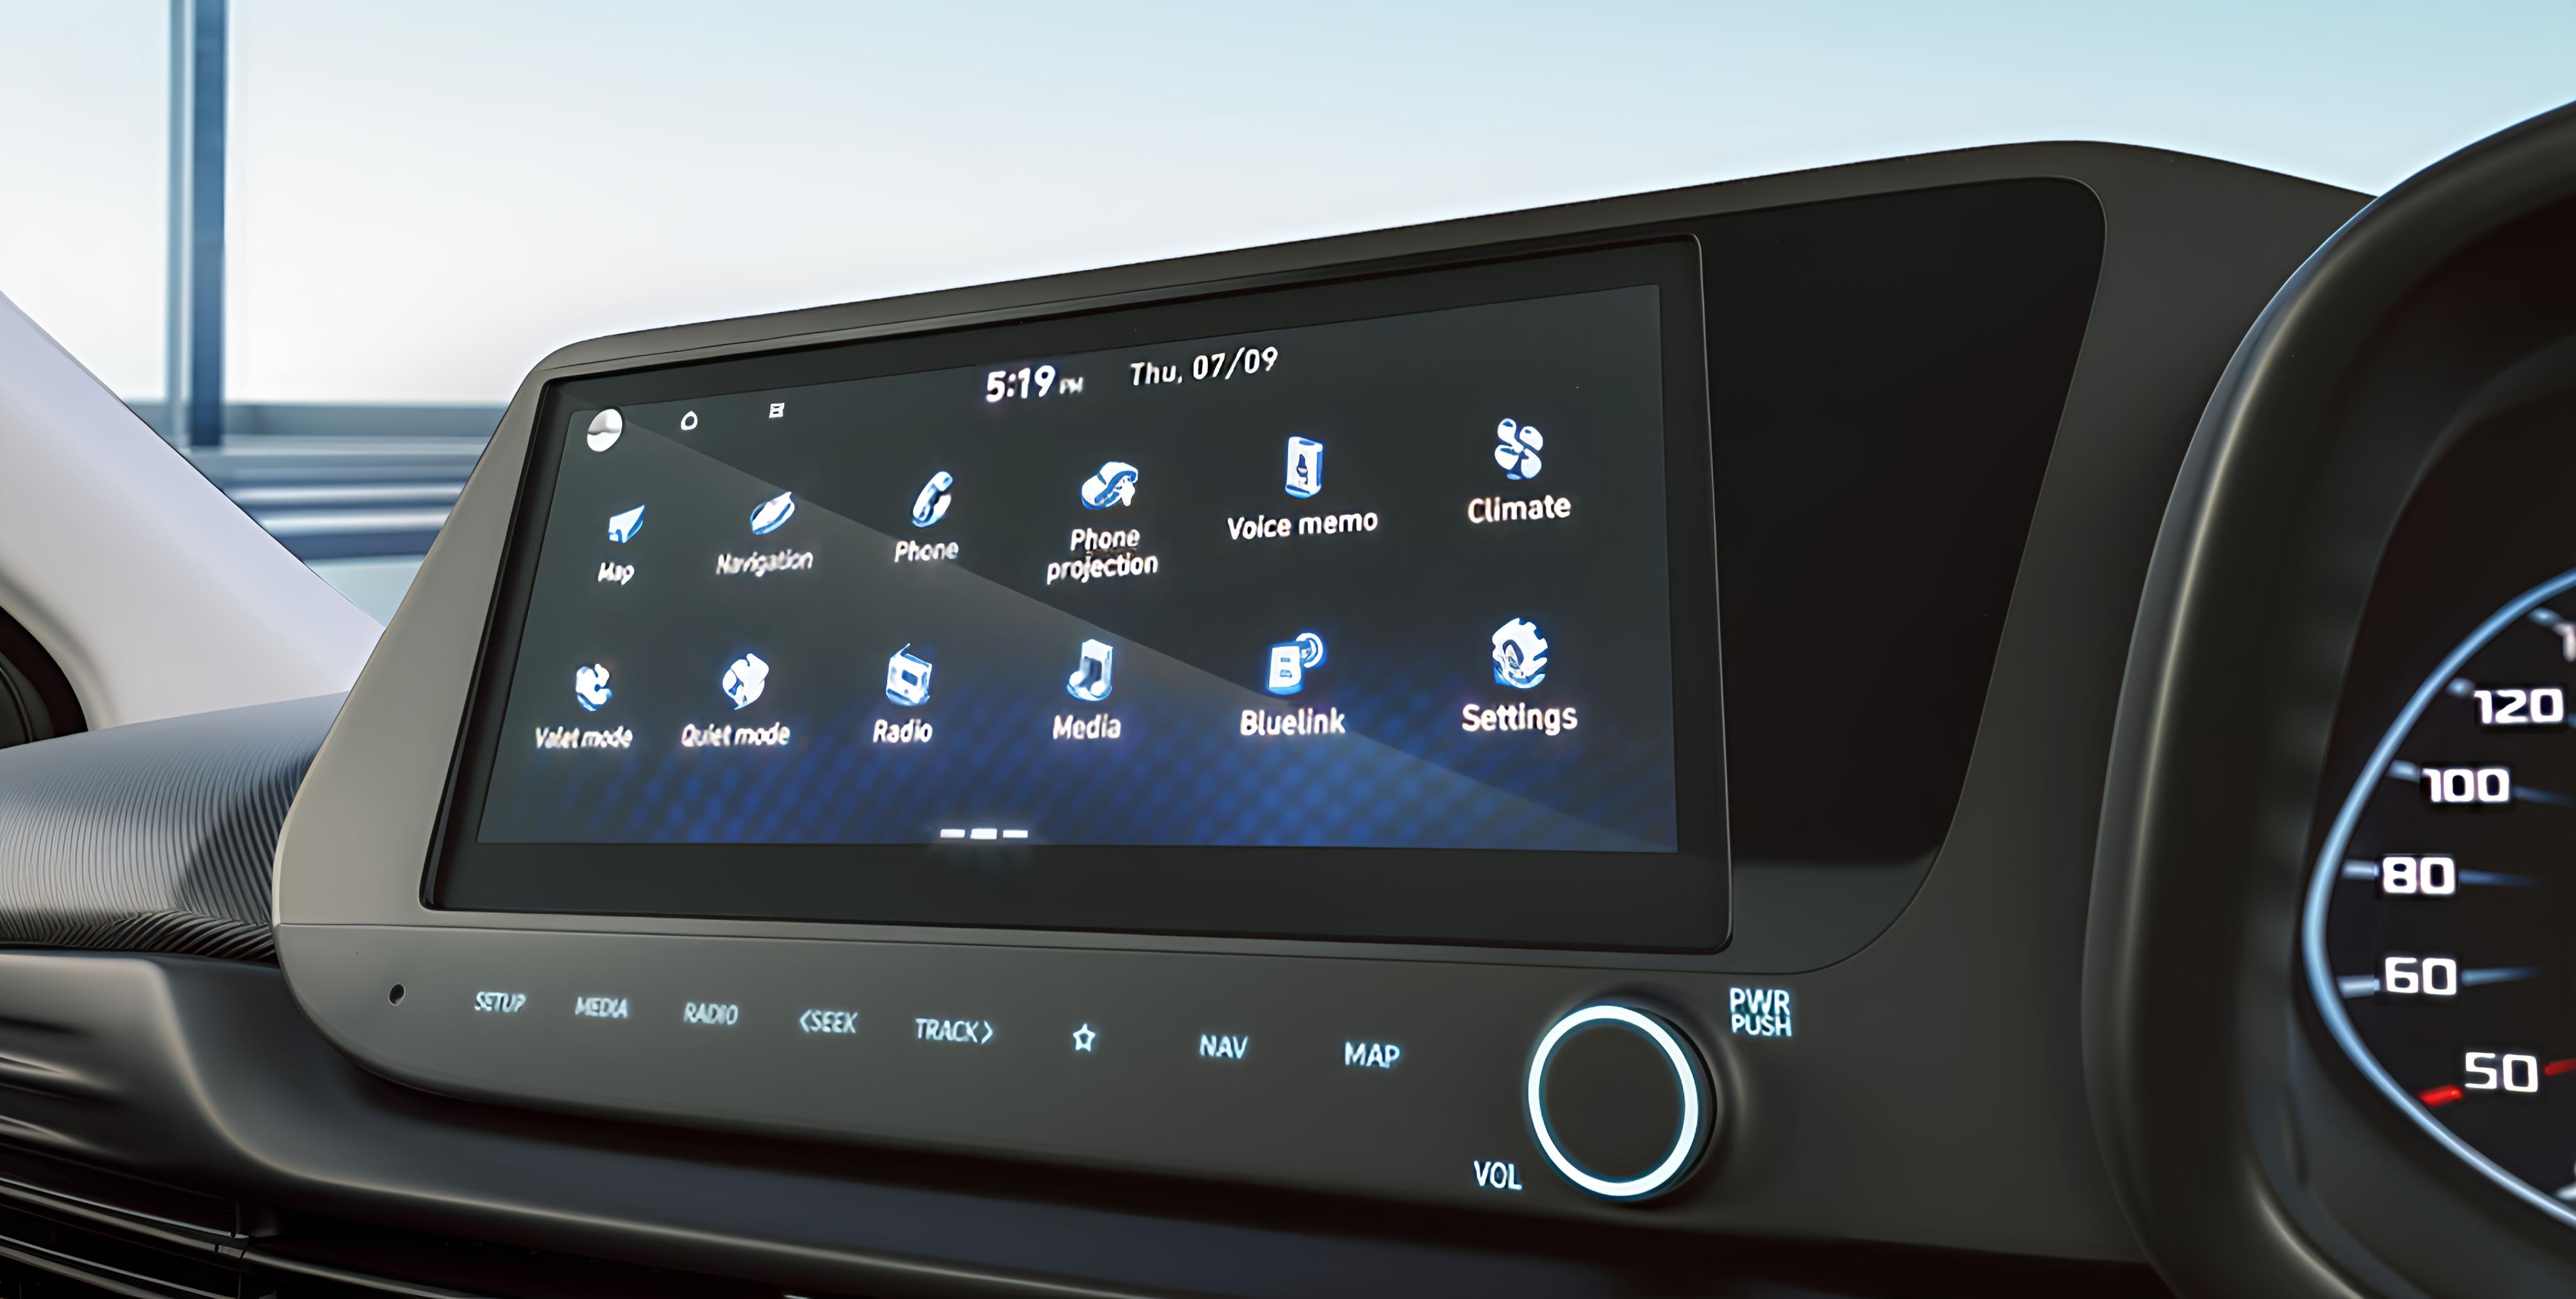 5:19 PM Thu, 07/09
Map Navigation Phone Phone projection Voice memo Climate
Valet mode Quiet mode Radio Media Bluelink Settings
SETUP MEDIA RADIO <SEEK TRACK> NAV MAP
PWR
PUSH
VOL
120
100
80
60
50